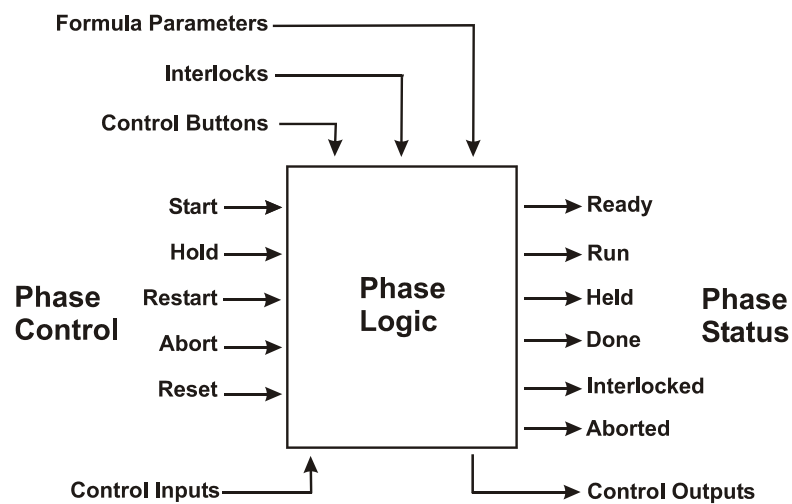 Formula Parameters
Interlocks
Control Buttons
Start
Hold
Restart
Abort
Reset
Phase
Control
Phase
Logic
Ready
Run
Held
Done
Interlocked
Aborted
Phase
Status
Control Inputs
Control Outputs